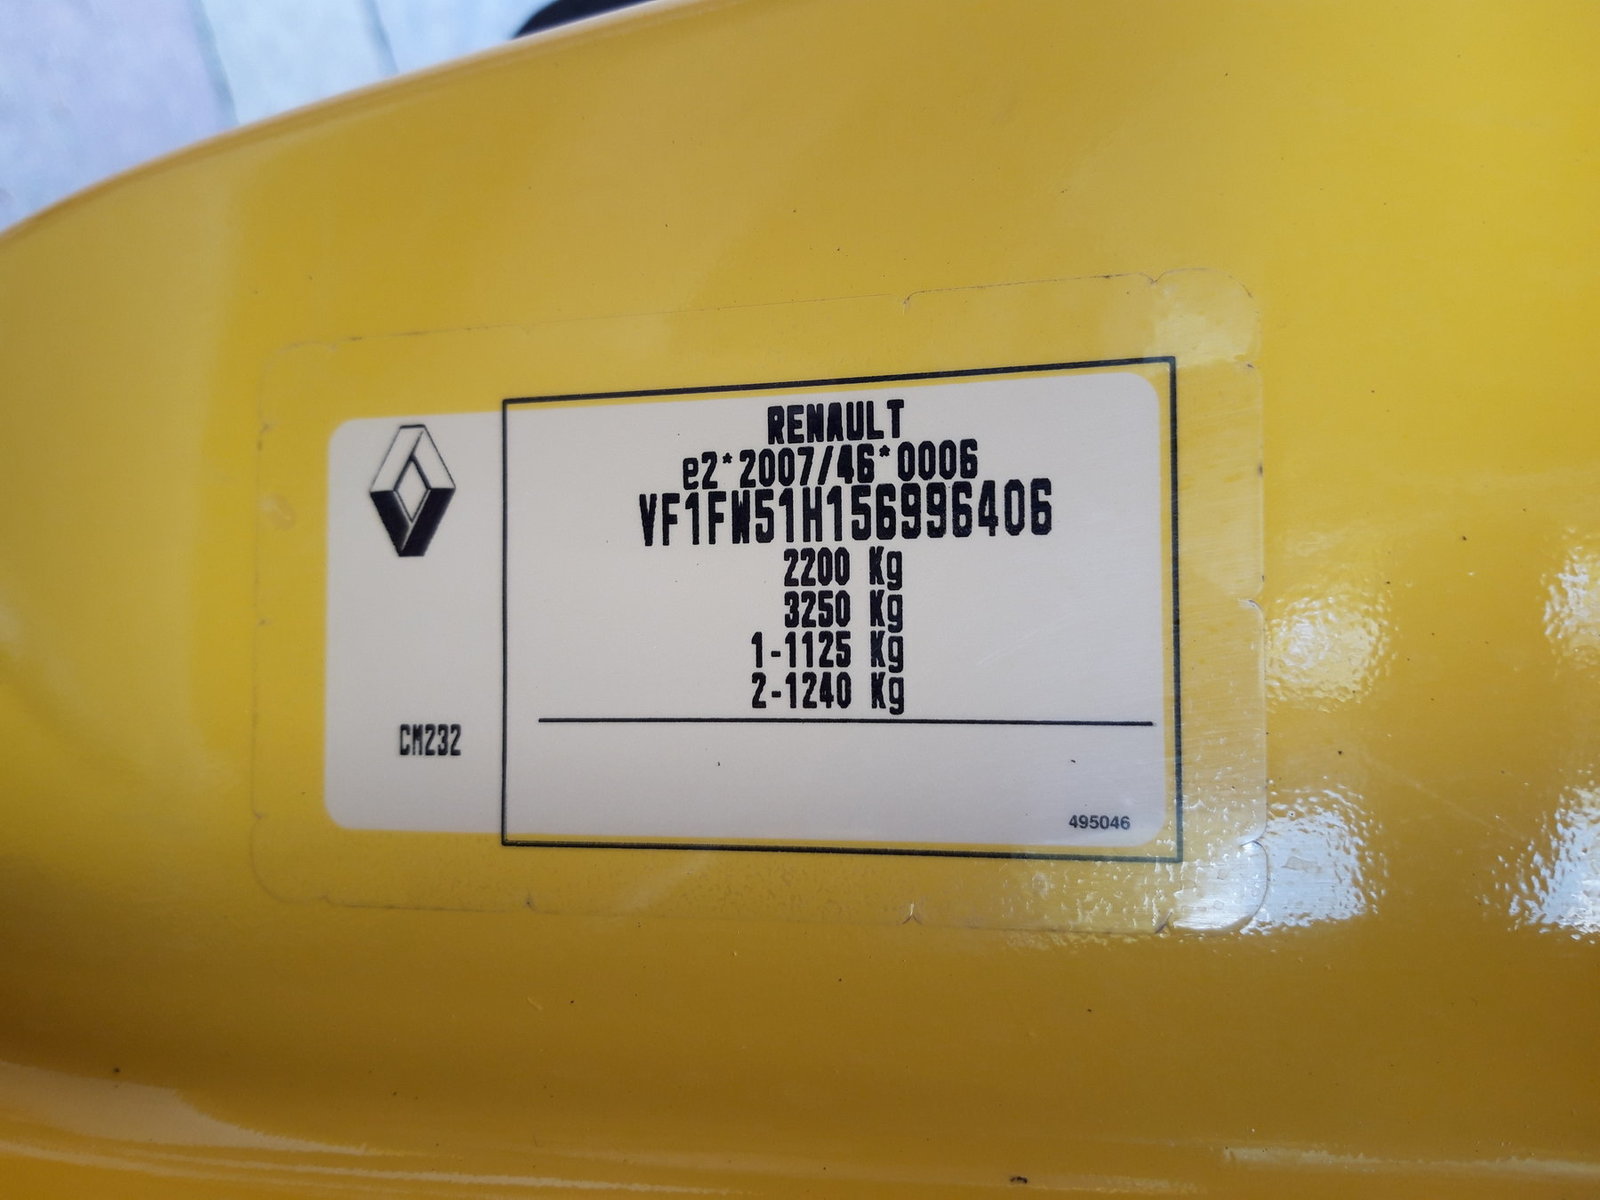 RENAULT
e2*2007/46*0006
VF1FW51H156996406
2200 Kg
3250 Kg
1-1125 Kg
2-1240 Kg
CM232
495046